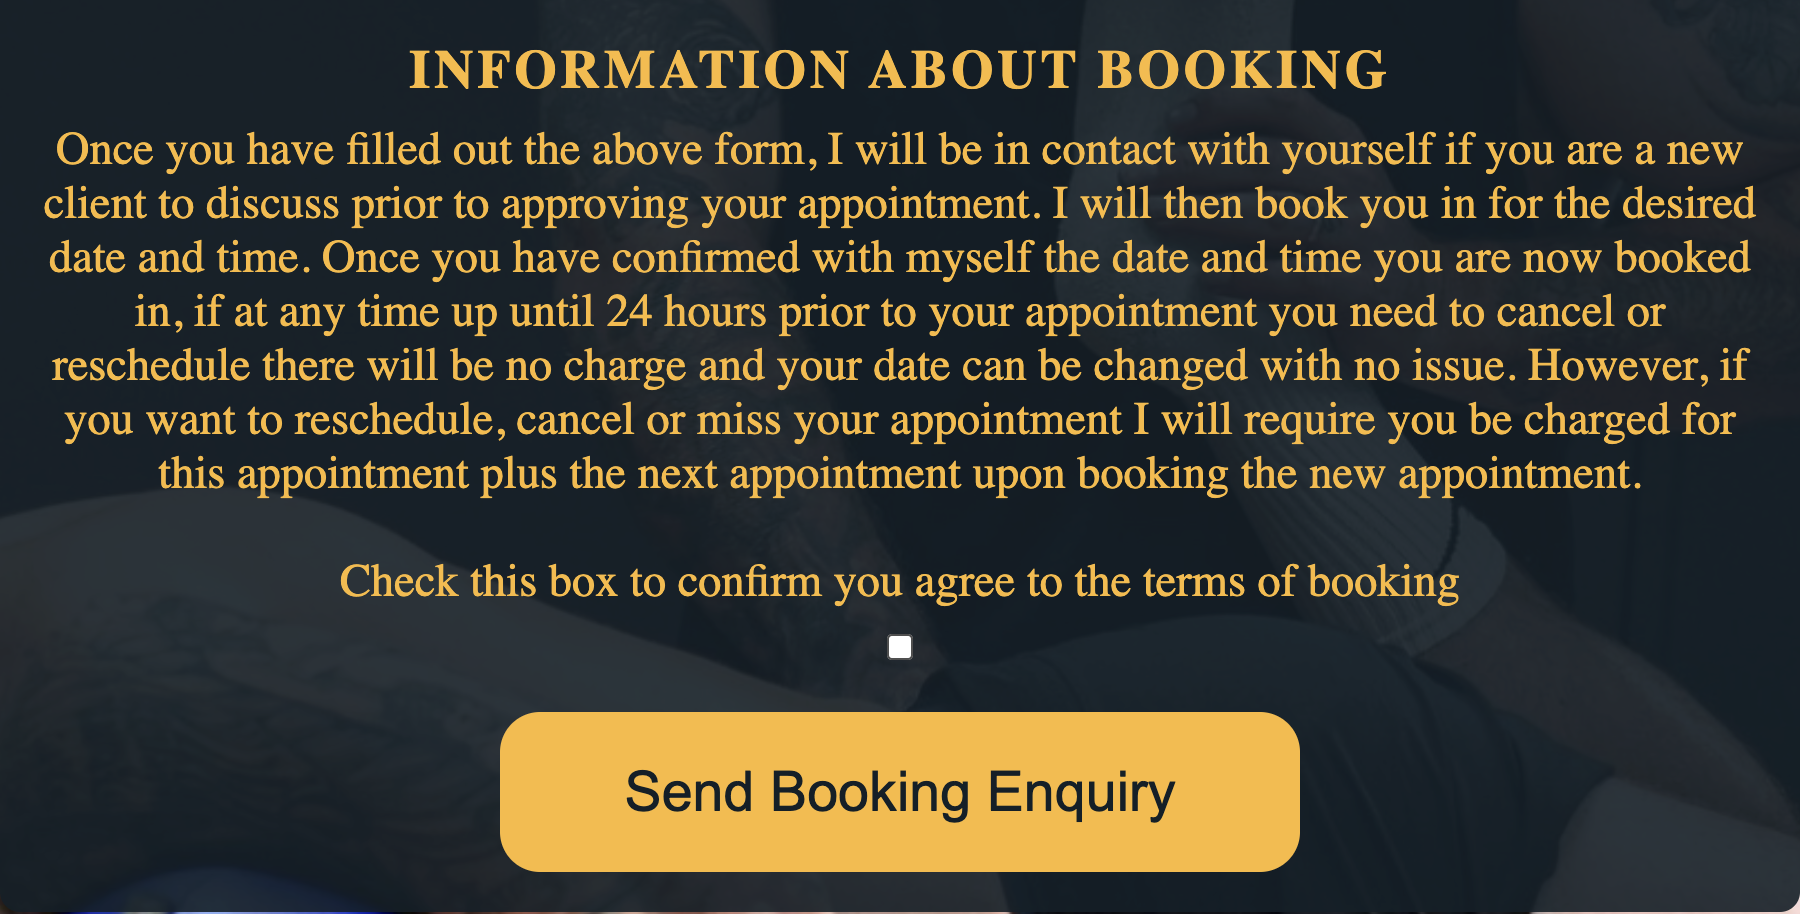 INFORMATION ABOUT BOOKING
Once you have filled out the above form, I will be in contact with yourself if you are a new
client to discuss prior to approving your appointment. I will then book you in for the desired
date and time. Once you have confirmed with myself the date and time you are now booked
in, if at any time up until 24 hours prior to your appointment you need to cancel or
reschedule there will be no charge and your date can be changed with no issue. However, if
you want to reschedule, cancel or miss your appointment I will require you be charged for
this appointment plus the next appointment upon booking the new appointment.
Check this box to confirm you agree to the terms of booking
Send Booking Enquiry